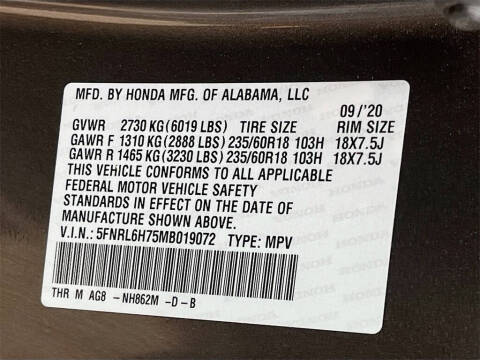 MFD. BY HONDA MFG. OF ALABAMA, LLC
09/'20
GVWR 2730 KG(6019 LBS) TIRE SIZE RIM SIZE
GAWR F 1310 KG(2888 LBS) 235/60R18 103H 18X7.5J
GAWR R 1465 KG(3230 LBS) 235/60R18 103H 18X7.5J
THIS VEHICLE CONFORMS TO ALL APPLICABLE
FEDERAL MOTOR VEHICLE SAFETY
STANDARDS IN EFFECT ON THE DATE OF
MANUFACTURE SHOWN ABOVE.
V.I.N.: 5FNRL6H75MB019072 TYPE: MPV
THR M AG8 -NH862M -D-B
HONDA